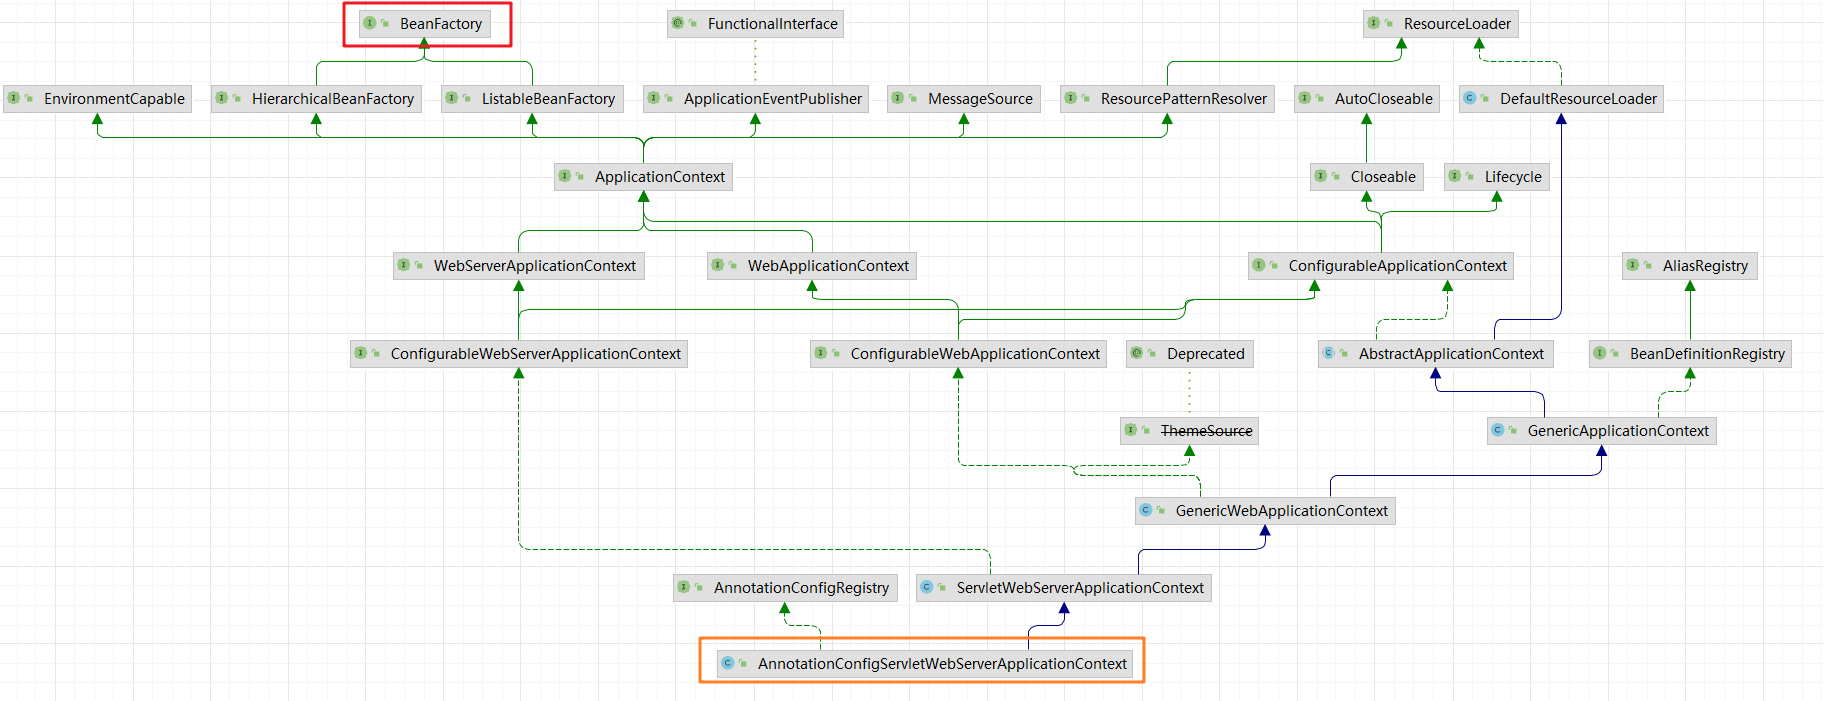 BeanFactory
FunctionalInterface
ResourceLoader
EnvironmentCapable
HierarchicalBeanFactory
ListableBeanFactory
ApplicationEventPublisher
MessageSource
ResourcePatternResolver
AutoCloseable
DefaultResourceLoader
ApplicationContext
Closeable
Lifecycle
WebServerApplicationContext
WebApplicationContext
ConfigurableApplicationContext
AliasRegistry
ConfigurableWebServerApplicationContext
ConfigurableWebApplicationContext
Deprecated
AbstractApplicationContext
BeanDefinitionRegistry
ThemeSource
GenericApplicationContext
GenericWebApplicationContext
AnnotationConfigRegistry
ServletWebServerApplicationContext
AnnotationConfigServletWebServerApplicationContext